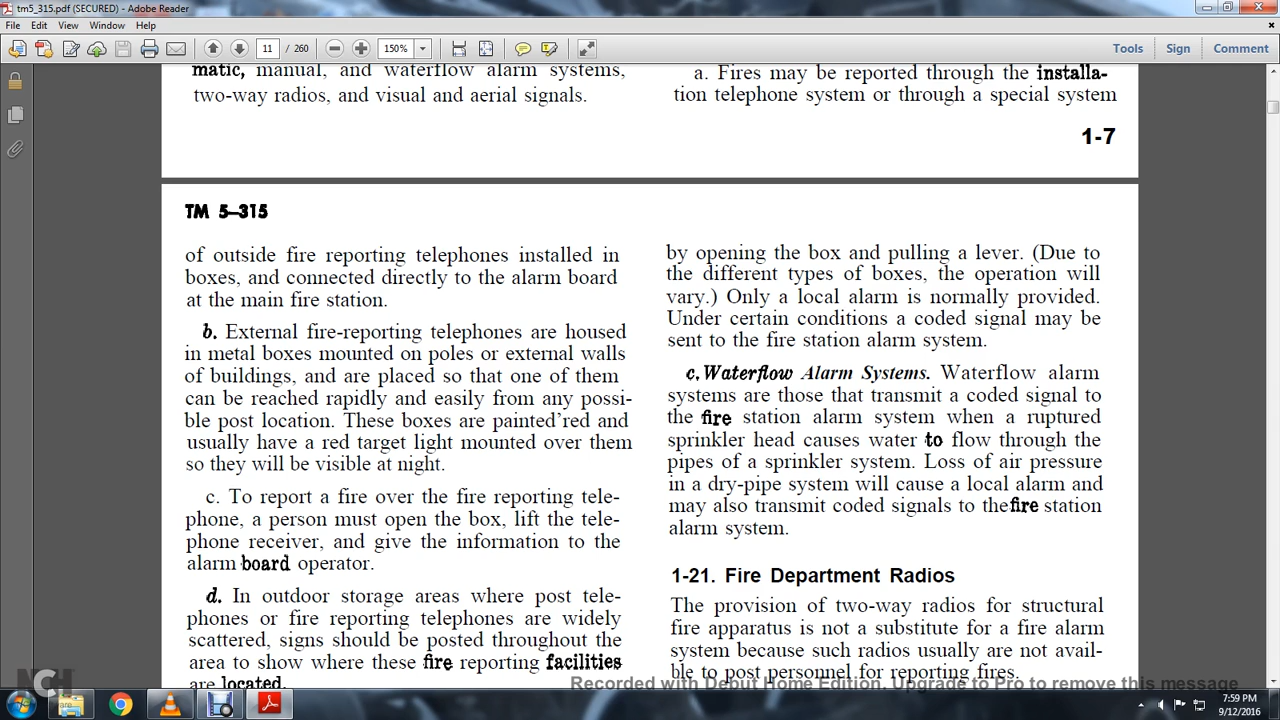 tm5_315.pdf (SECURED) - Adobe Reader
File Edit View Window Help
11 / 260
150%
Tools Sign Comment
matic, manual, and waterflow alarm systems,
two-way radios, and visual and aerial signals.
a. Fires may be reported through the installa-
tion telephone system or through a special system
1-7
TM 5-315
of outside fire reporting telephones installed in
boxes, and connected directly to the alarm board
at the main fire station.
b. External fire-reporting telephones are housed
in metal boxes mounted on poles or external walls
of buildings, and are placed so that one of them
can be reached rapidly and easily from any possi-
ble post location. These boxes are painted'red and
usually have a red target light mounted over them
so they will be visible at night.
c. To report a fire over the fire reporting tele-
phone, a person must open the box, lift the tele-
phone receiver, and give the information to the
alarm board operator.
d. In outdoor storage areas where post tele-
phones or fire reporting telephones are widely
scattered, signs should be posted throughout the
area to show where these fire reporting facilities
are located.
by opening the box and pulling a lever. (Due to
the different types of boxes, the operation will
vary.) Only a local alarm is normally provided.
Under certain conditions a coded signal may be
sent to the fire station alarm system.
c. Waterflow Alarm Systems. Waterflow alarm
systems are those that transmit a coded signal to
the fire station alarm system when a ruptured
sprinkler head causes water to flow through the
pipes of a sprinkler system. Loss of air pressure
in a dry-pipe system will cause a local alarm and
may also transmit coded signals to the fire station
alarm system.
1-21. Fire Department Radios
The provision of two-way radios for structural
fire apparatus is not a substitute for a fire alarm
system because such radios usually are not avail-
able to post personnel for reporting fires.
NCH
Recorded with Debut Home Edition. Upgrade to Pro to remove this message
7:59 PM
9/12/2016